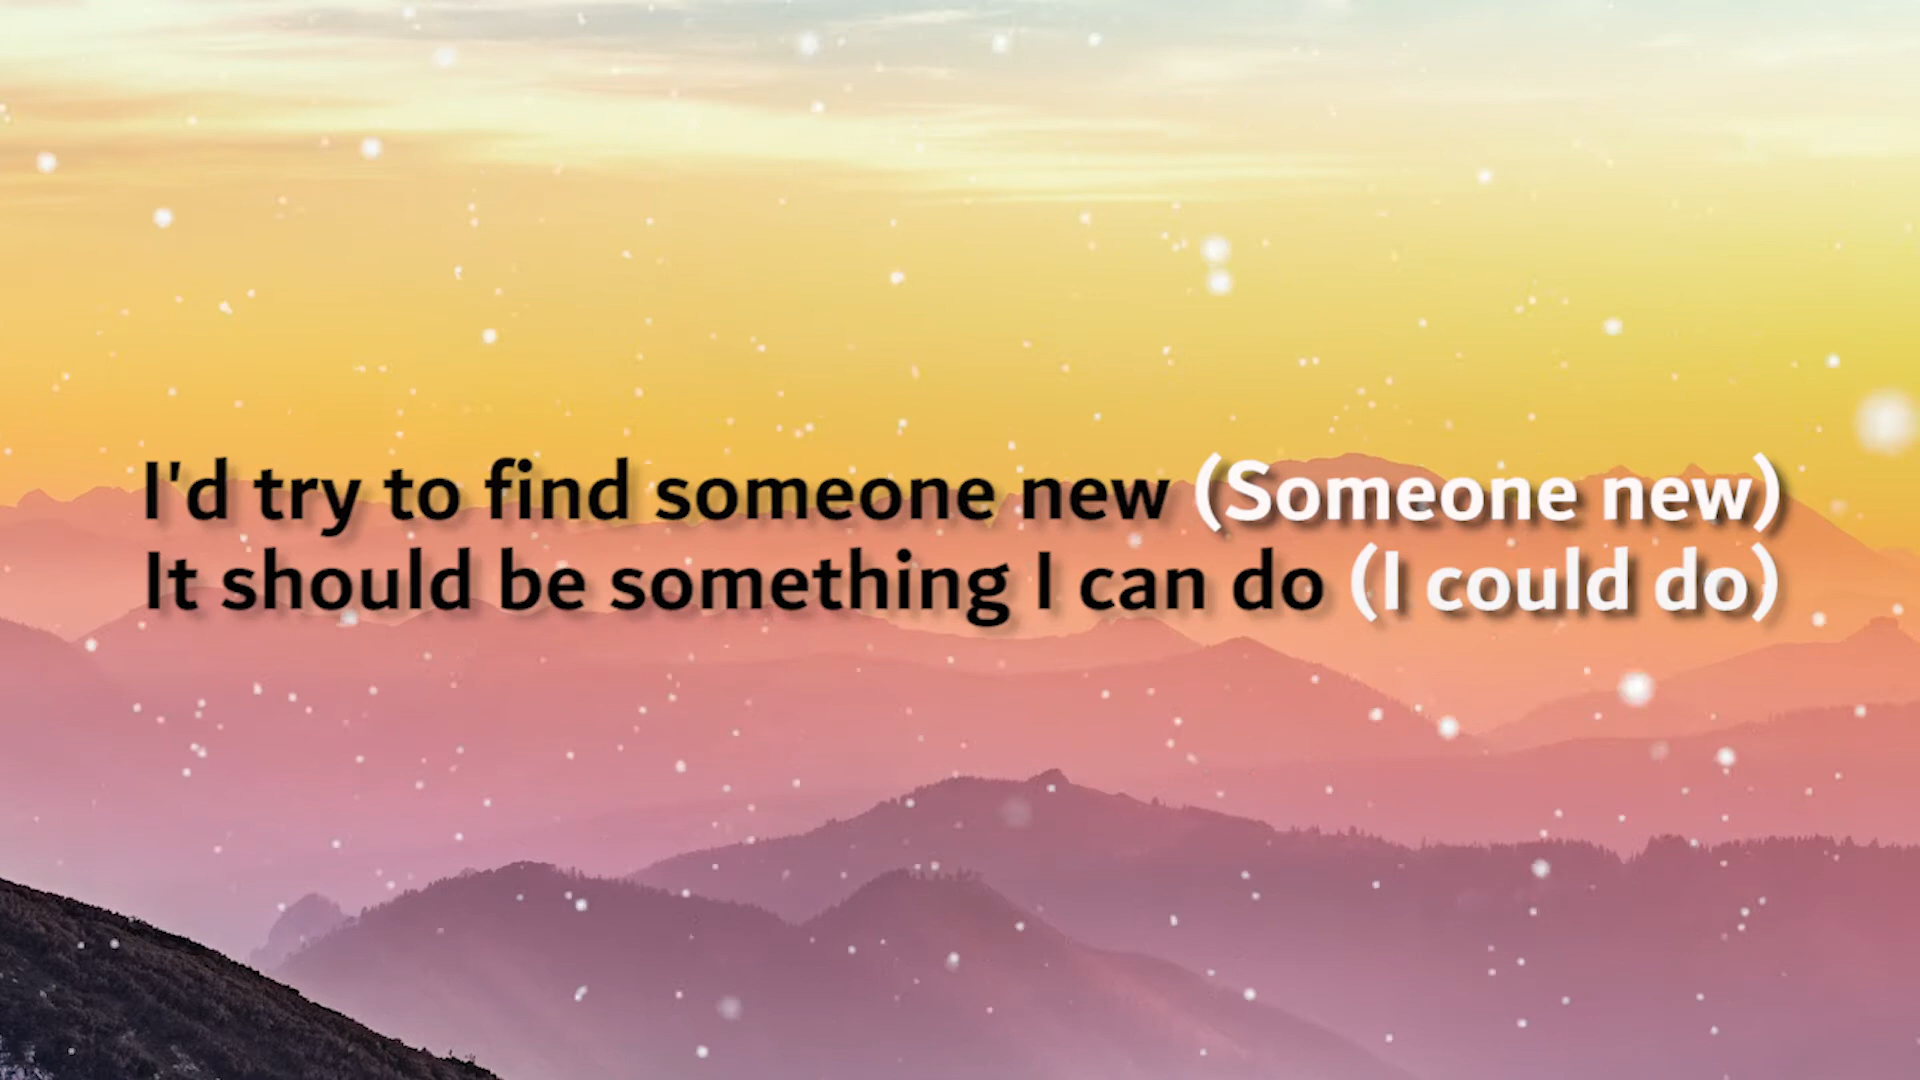 I'd try to find someone new (Someone new)
It should be something I can do (I could do)